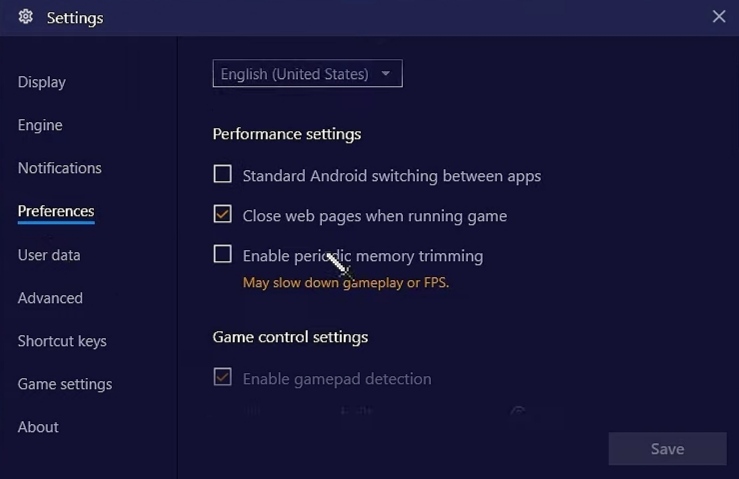 Settings
Display
Engine
Notifications
Preferences
User data
Advanced
Shortcut keys
Game settings
About
English (United States)
Performance settings
Standard Android switching between apps
Close web pages when running game
Enable periodic memory trimming
May slow down gameplay or FPS.
Game control settings
Enable gamepad detection
Save